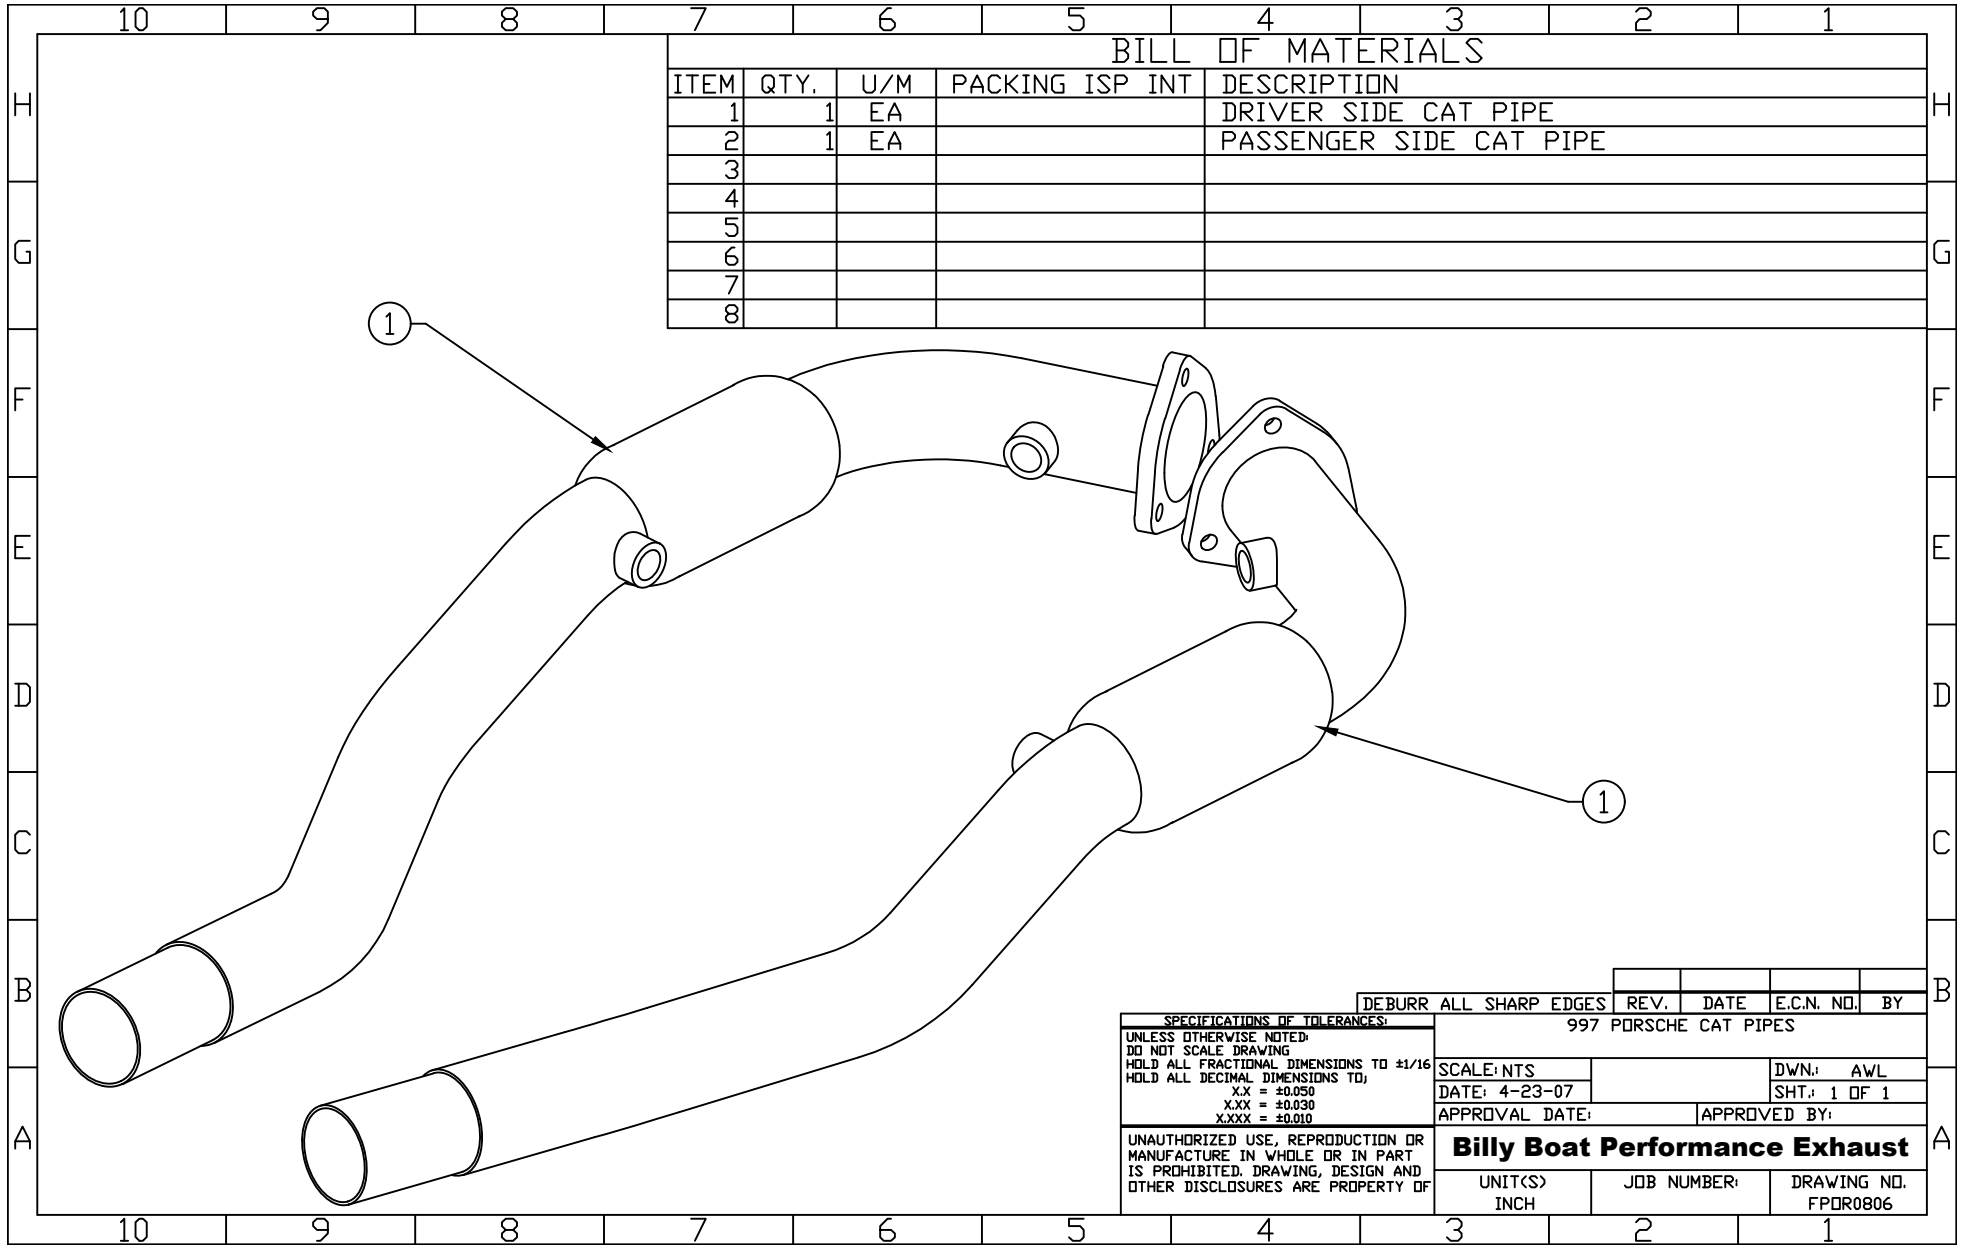 10 9 8 7 6 5 4 3 2 1
BILL OF MATERIALS
ITEM QTY. U/M PACKING ISP INT DESCRIPTION
1 1 EA DRIVER SIDE CAT PIPE
2 1 EA PASSENGER SIDE CAT PIPE
3
4
5
6
7
8
H H
G G
F F
E E
D D
C C
B B
A A
1
1
DEBURR ALL SHARP EDGES REV. DATE E.C.N. NO. BY
SPECIFICATIONS OF TOLERANCES:
UNLESS OTHERWISE NOTED:
DO NOT SCALE DRAWING
HOLD ALL FRACTIONAL DIMENSIONS TO ±1/16
HOLD ALL DECIMAL DIMENSIONS TO;
X.X = ±0.050
X.XX = ±0.030
X.XXX = ±0.010
UNAUTHORIZED USE, REPRODUCTION OR
MANUFACTURE IN WHOLE OR IN PART
IS PROHIBITED. DRAWING, DESIGN AND
OTHER DISCLOSURES ARE PROPERTY OF
997 PORSCHE CAT PIPES
SCALE: NTS DWN.: AWL
DATE: 4-23-07 SHT.: 1 OF 1
APPROVAL DATE: APPROVED BY:
Billy Boat Performance Exhaust
UNIT(S) JOB NUMBER: DRAWING NO.
INCH FPOR0806
10 9 8 7 6 5 4 3 2 1